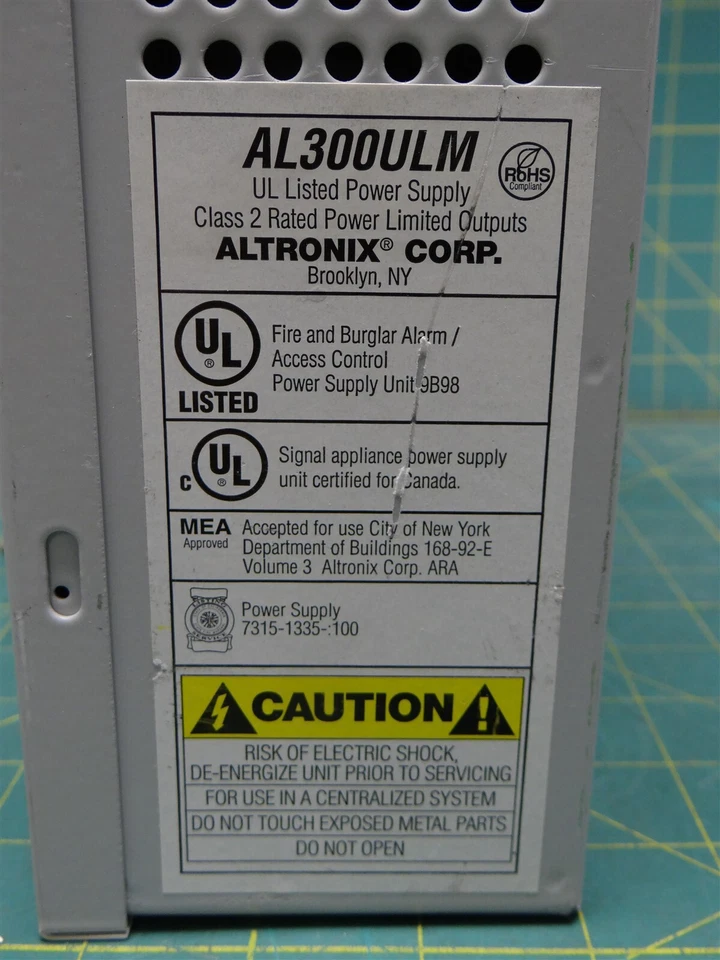 AL300ULM
RoHS
Compliant
UL Listed Power Supply
Class 2 Rated Power Limited Outputs
ALTRONIX® CORP.
Brooklyn, NY
UL
®
LISTED
Fire and Burglar Alarm /
Access Control
Power Supply Unit 9B98
C UL
®
Signal appliance power supply
unit certified for Canada.
MEA
Approved
Accepted for use City of New York
Department of Buildings 168-92-E
Volume 3 Altronix Corp. ARA
Power Supply
7315-1335-:100
CAUTION
RISK OF ELECTRIC SHOCK,
DE-ENERGIZE UNIT PRIOR TO SERVICING
FOR USE IN A CENTRALIZED SYSTEM
DO NOT TOUCH EXPOSED METAL PARTS
DO NOT OPEN